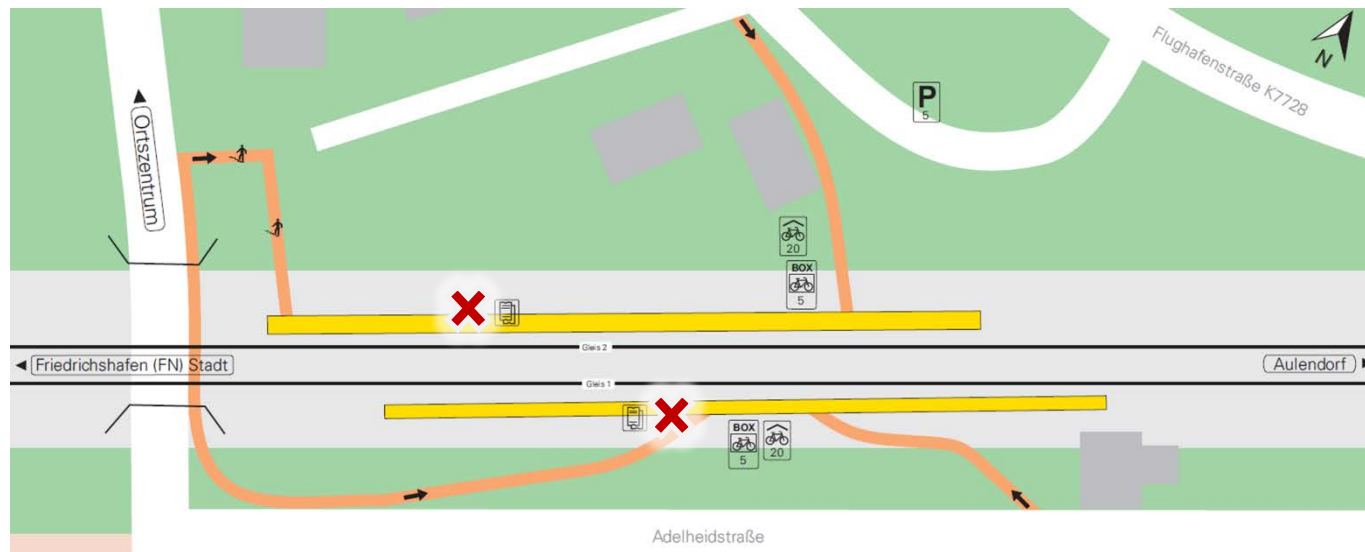 Flughafenstraße K7728
N
P
5
Ortszentrum
20
BOX
5
Gleis 2
Friedrichshafen (FN) Stadt
Aulendorf
Gleis 1
BOX
5
20
Adelheidstraße